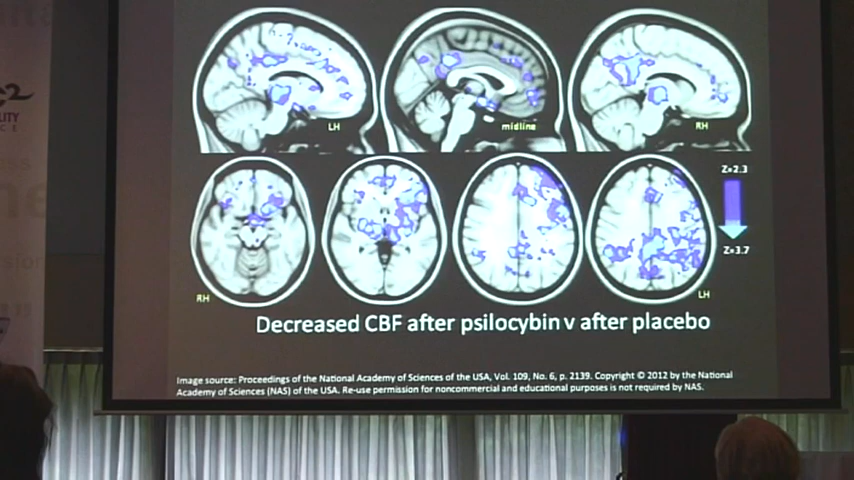 LH
midline
RH
Z=2.3
Z=3.7
RH
LH
Decreased CBF after psilocybin v after placebo
Image source: Proceedings of the National Academy of Sciences of the USA, Vol. 109, No. 6, p. 2139. Copyright © 2012 by the National
Academy of Sciences (NAS) of the USA. Re-use permission for noncommercial and educational purposes is not required by NAS.